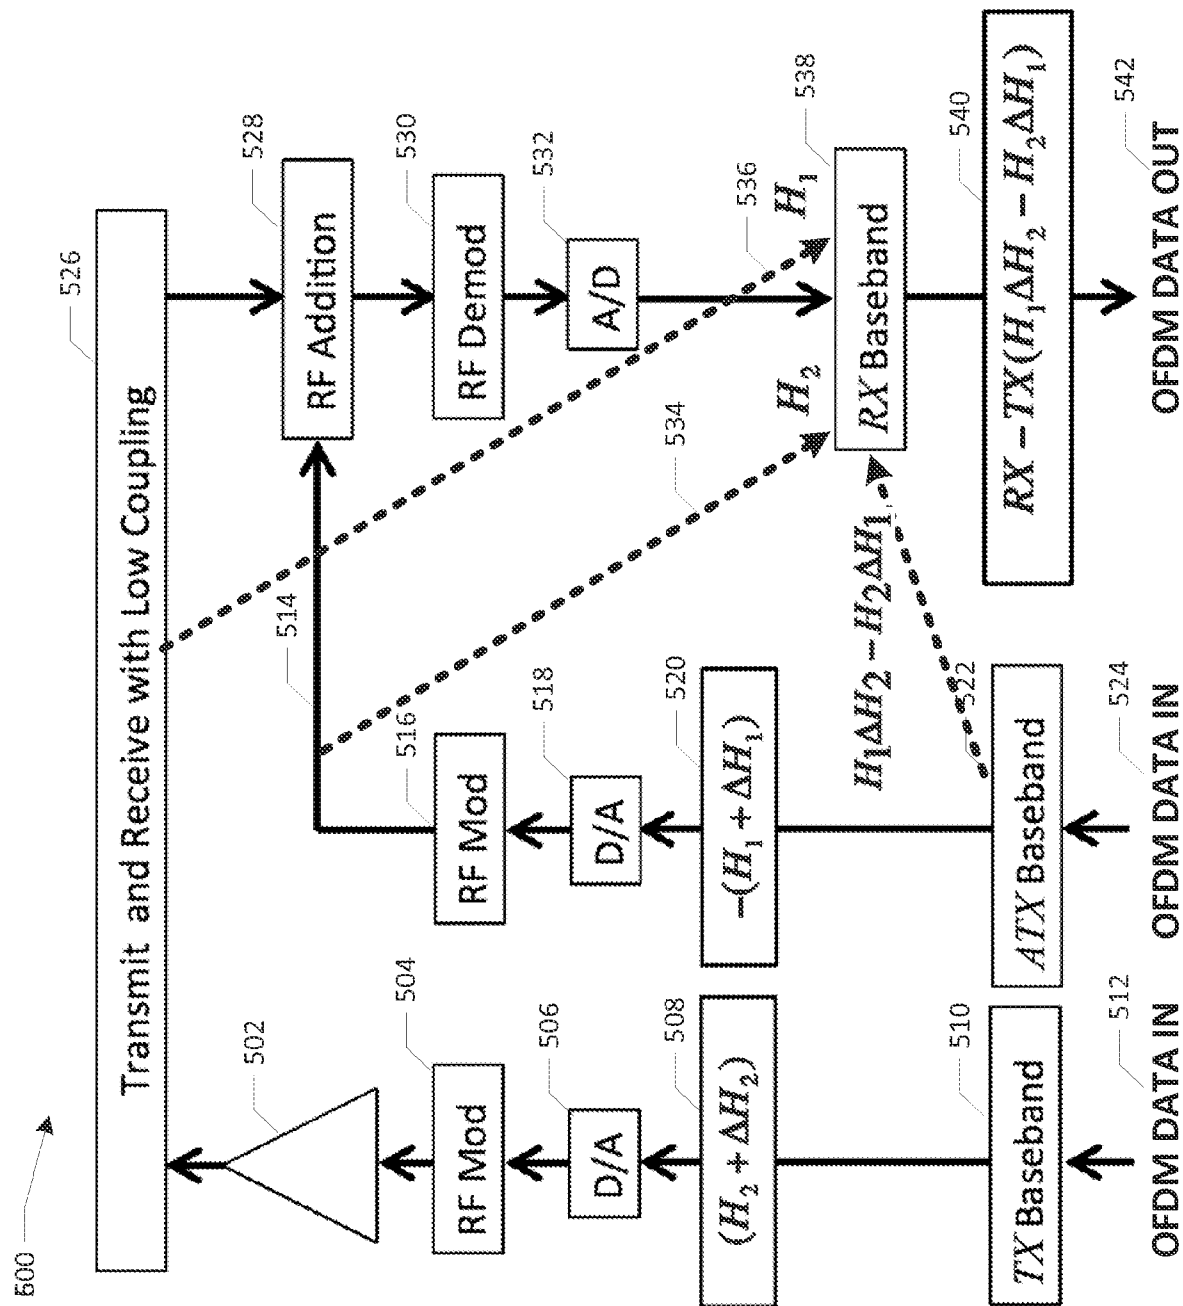 500
Transmit and Receive with Low Coupling
526
502
RF Mod
504
D/A
506
(H₂ + ΔH₂)
508
TX Baseband
510
OFDM DATA IN
512
514
RF Mod
516
D/A
518
−(H₁ + ΔH₁)
520
ATX Baseband
522
OFDM DATA IN
524
H₁ΔH₂ − H₂ΔH₁
RF Addition
528
RF Demod
530
A/D
532
534
536
H₂
H₁
RX Baseband
538
RX − TX(H₁ΔH₂ − H₂ΔH₁)
540
OFDM DATA OUT
542